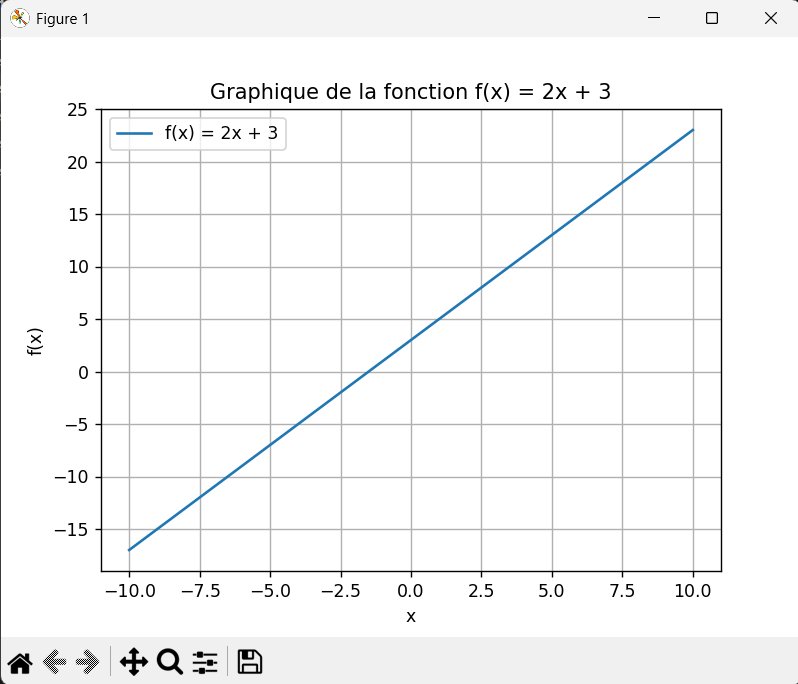 Figure 1
Graphique de la fonction f(x) = 2x + 3
f(x) = 2x + 3
25
20
15
10
5
0
−5
−10
−15
f(x)
−10.0 −7.5 −5.0 −2.5 0.0 2.5 5.0 7.5 10.0
x